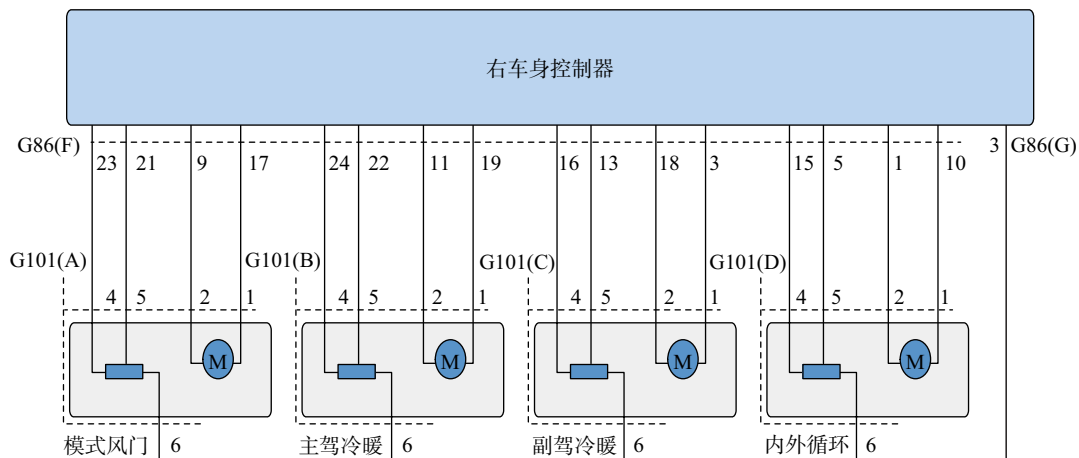 右车身控制器
G86(F) 3 G86(G)
23 21 9 17 24 22 11 19 16 13 18 3 15 5 1 10
G101(A) G101(B) G101(C) G101(D)
4 5 2 1 4 5 2 1 4 5 2 1 4 5 2 1
M M M M
模式风门 6 主驾冷暖 6 副驾冷暖 6 内外循环 6